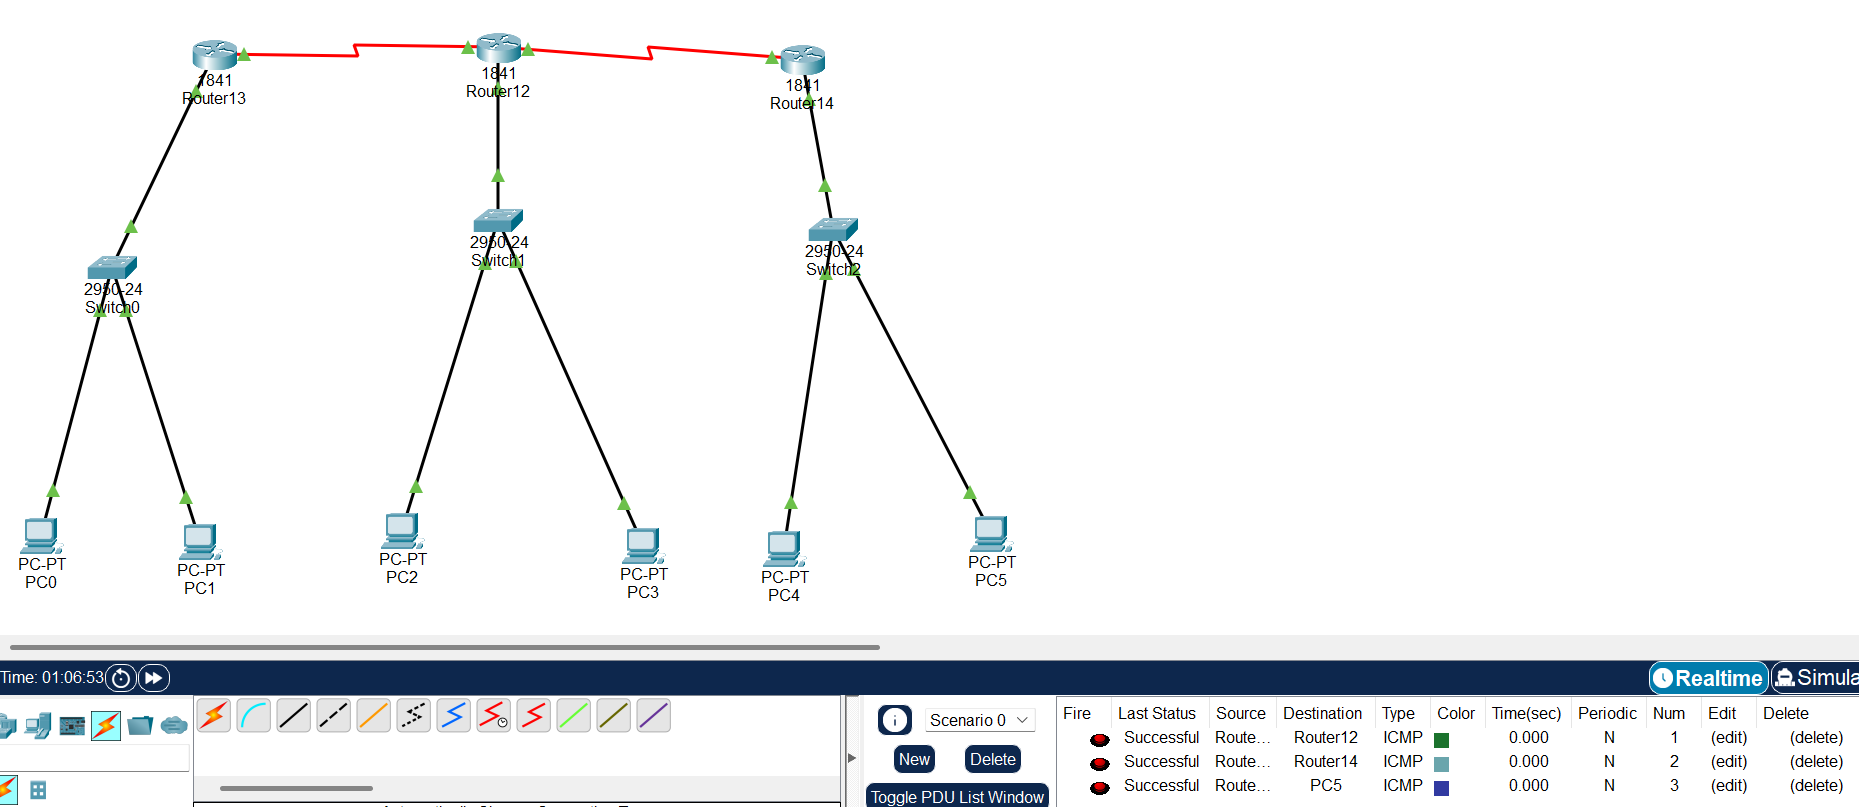 1841
Router13
1841
Router12
1841
Router14
2950-24
Switch0
2950-24
Switch1
2950-24
Switch2
PC-PT
PC0
PC-PT
PC1
PC-PT
PC2
PC-PT
PC3
PC-PT
PC4
PC-PT
PC5
Time: 01:06:53
Realtime
Simula
Scenario 0
New
Delete
Toggle PDU List Window
Fire Last Status Source Destination Type Color Time(sec) Periodic Num Edit Delete
Successful Route... Router12 ICMP 0.000 N 1 (edit) (delete)
Successful Route... Router14 ICMP 0.000 N 2 (edit) (delete)
Successful Route... PC5 ICMP 0.000 N 3 (edit) (delete)